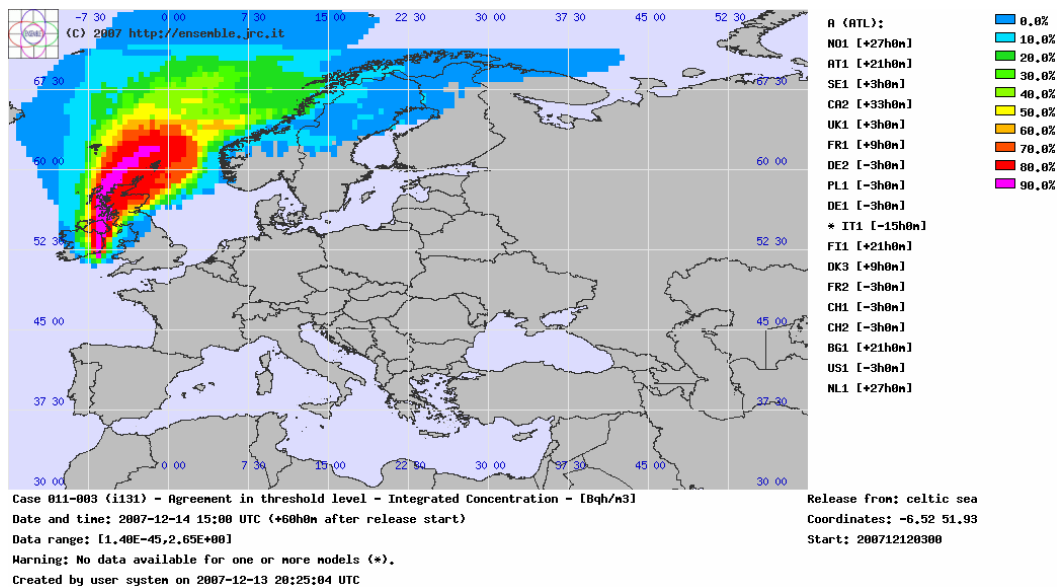 -7 30 0 00 7 30 15 00 22 30 30 00 37 30 45 00 52 30
(C) 2007 http://ensemble.jrc.it
67 30 67 30
60 00 60 00
52 30 52 30
45 00 45 00
37 30 37 30
0 00 7 30 15 00 22 30 30 00 97 30 45 00
30 00 30 00
A (ATL):
NO1 [+27h0m]
AT1 [+21h0m]
SE1 [+3h0m]
CA2 [+33h0m]
UK1 [+3h0m]
FR1 [+9h0m]
DE2 [-3h0m]
PL1 [-3h0m]
DE1 [-3h0m]
* IT1 [-15h0m]
FI1 [+21h0m]
DK3 [+9h0m]
FR2 [-3h0m]
CH1 [-3h0m]
CH2 [-3h0m]
BG1 [+21h0m]
US1 [-3h0m]
NL1 [+27h0m]
0.0%
10.0%
20.0%
30.0%
40.0%
50.0%
60.0%
70.0%
80.0%
90.0%
Case 011-003 (i131) - Agreement in threshold level - Integrated Concentration - [Bqh/m3]
Date and time: 2007-12-14 15:00 UTC (+60h0m after release start)
Data range: [1.40E-45,2.65E+00]
Warning: No data available for one or more models (*).
Created by user system on 2007-12-13 20:25:04 UTC
Release from: celtic sea
Coordinates: -6.52 51.93
Start: 200712120300